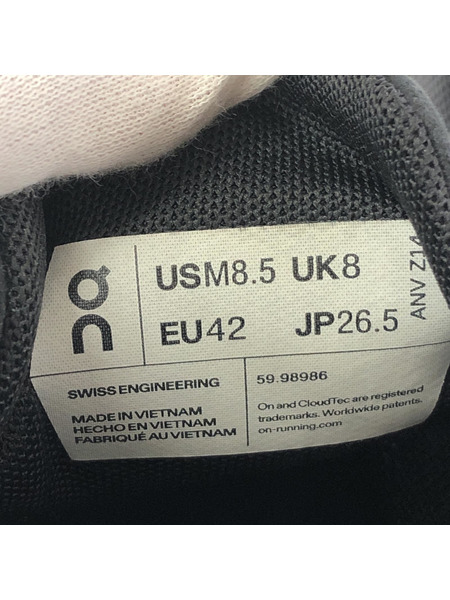 USM8.5 UK8
EU42 JP26.5
ANV Z14
SWISS ENGINEERING
MADE IN VIETNAM
HECHO EN VIETNAM
FABRIQUÉ AU VIETNAM
59.98986
On and CloudTec are registered
trademarks. Worldwide patents.
on-running.com